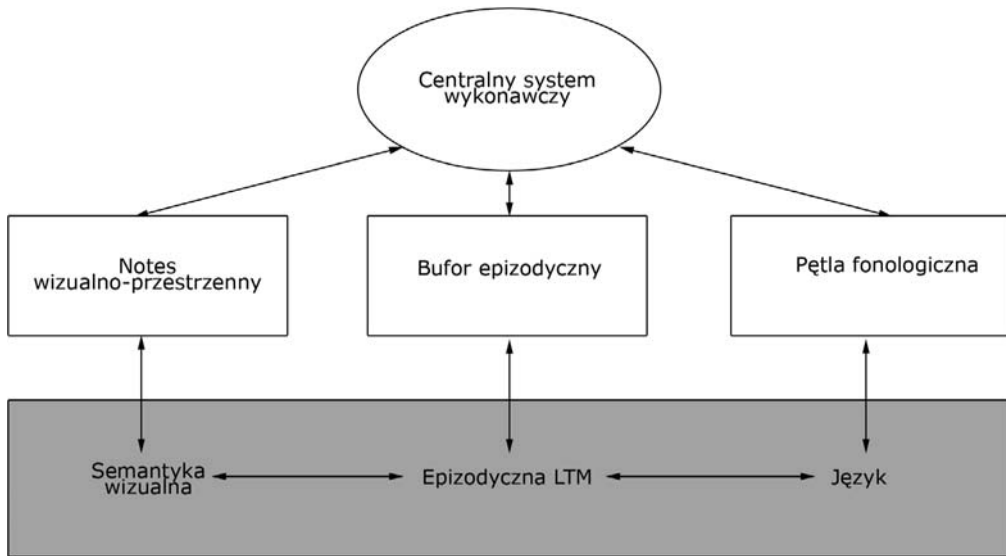 Centralny system
wykonawczy
Notes
wizualno-przestrzenny
Bufor epizodyczny
Pętla fonologiczna
Semantyka
wizualna
Epizodyczna LTM
Język